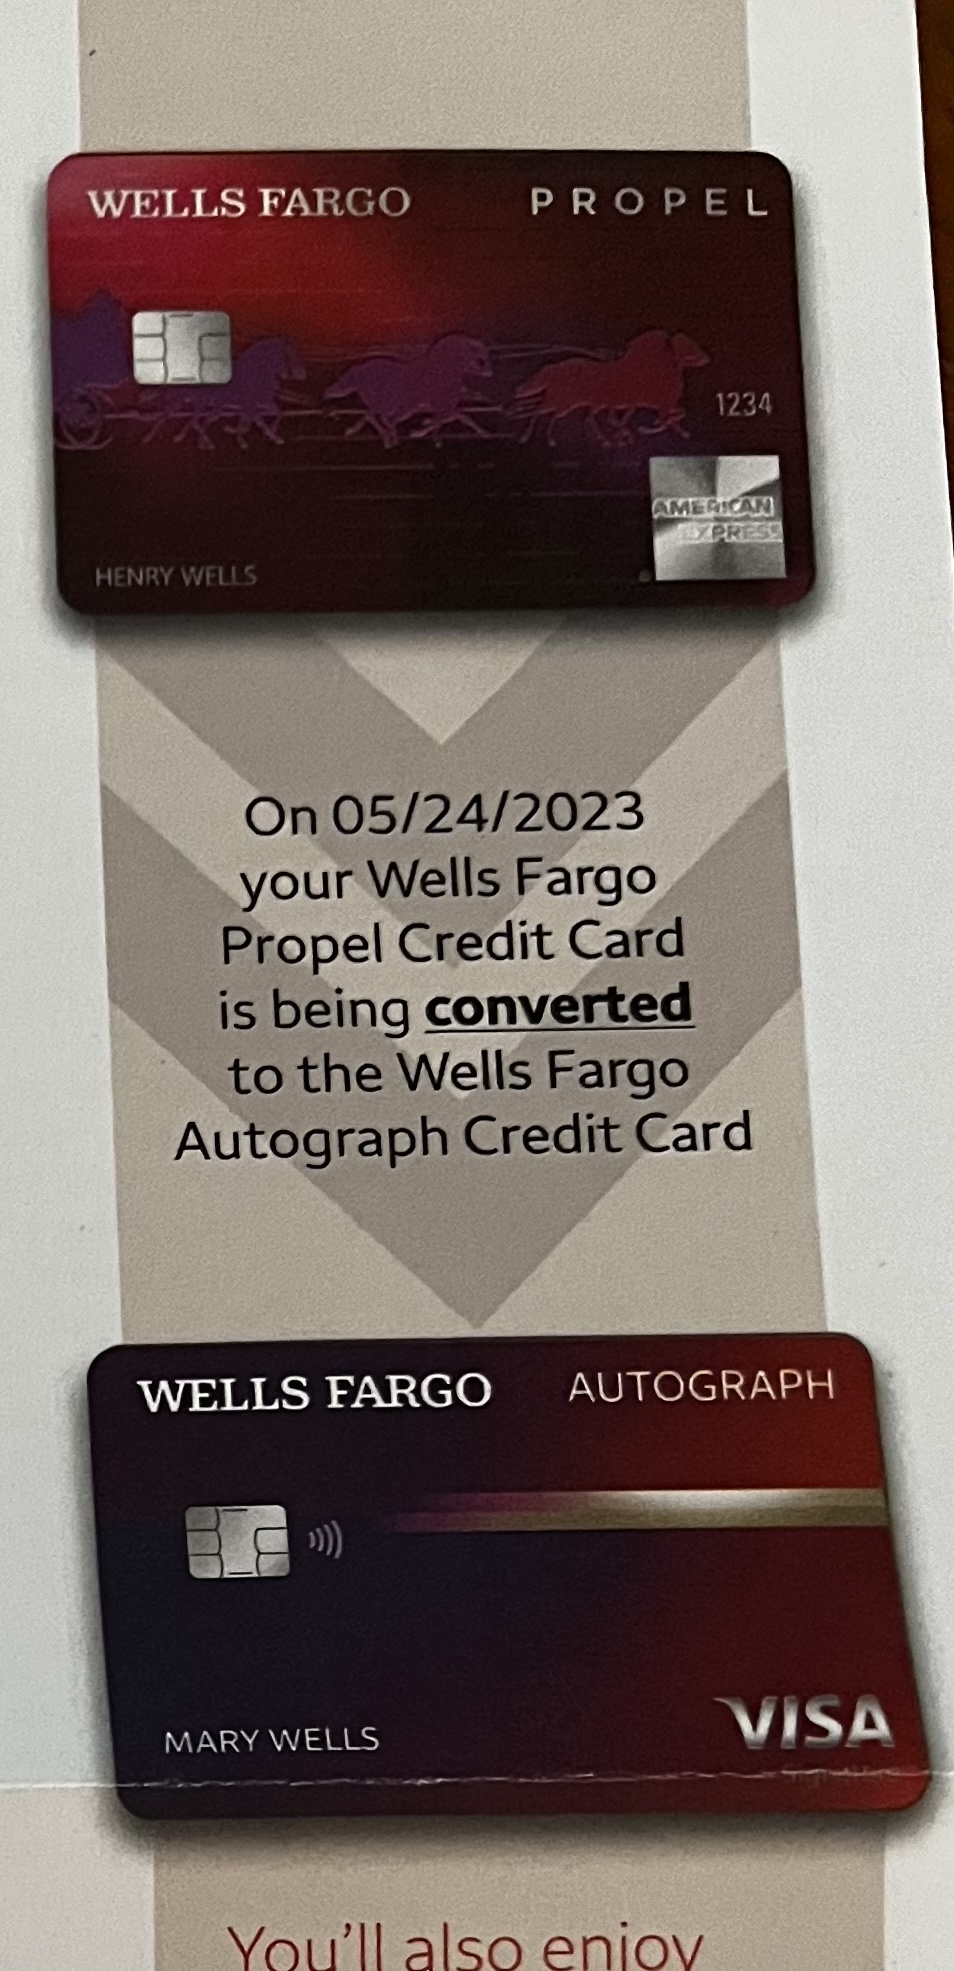 WELLS FARGO PROPEL
1234
AMERICAN
EXPRESS
HENRY WELLS
On 05/24/2023
your Wells Fargo
Propel Credit Card
is being converted
to the Wells Fargo
Autograph Credit Card
WELLS FARGO AUTOGRAPH
MARY WELLS
VISA
You'll also enjoy